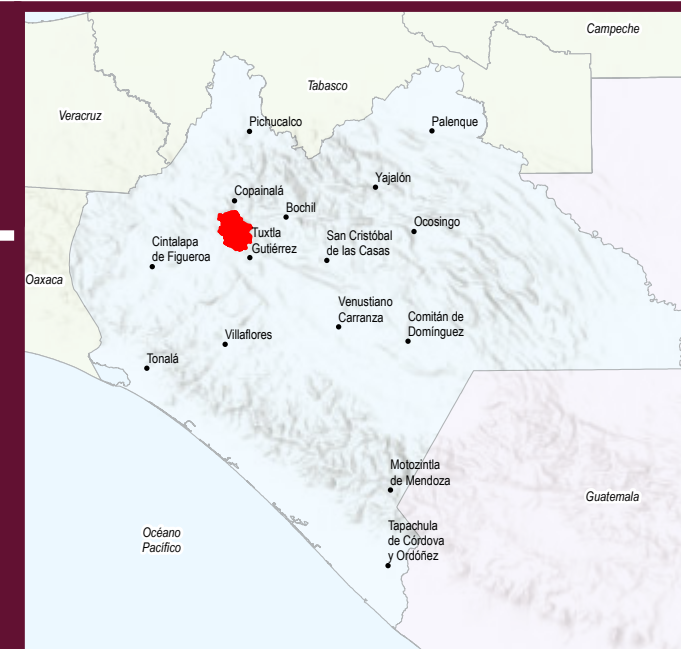 Campeche
Tabasco
Veracruz
Pichucalco
Palenque
Yajalón
Copainalá
Bochil
Ocosingo
Tuxtla
Gutiérrez
San Cristóbal
de las Casas
Cintalapa
de Figueroa
Oaxaca
Venustiano
Carranza
Comitán de
Domínguez
Villaflores
Tonalá
Motozintla
de Mendoza
Guatemala
Tapachula
de Córdova
y Ordóñez
Océano
Pacifico